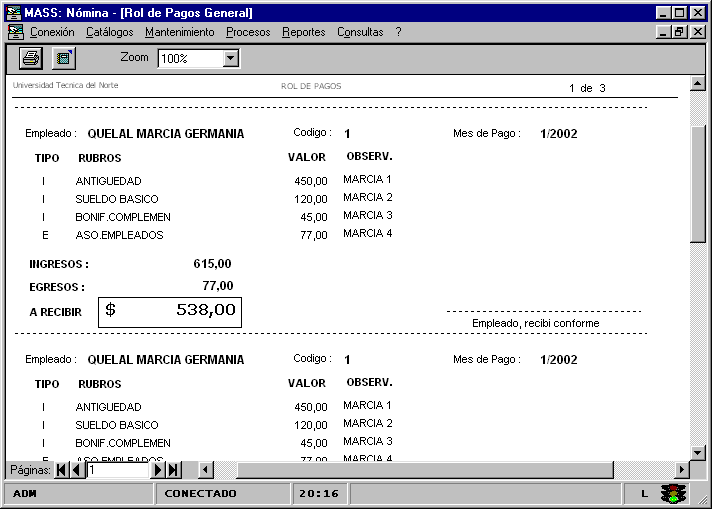 MASS: Nómina - [Rol de Pagos General]
Conexión Catálogos Mantenimiento Procesos Reportes Consultas ?
Zoom 100%
Universidad Tecnica del Norte ROL DE PAGOS 1 de 3
Empleado : QUELAL MARCIA GERMANIA Codigo : 1 Mes de Pago : 1/2002
TIPO RUBROS VALOR OBSERV.
I ANTIGUEDAD 450,00 MARCIA 1
I SUELDO BASICO 120,00 MARCIA 2
I BONIF.COMPLEMEN 45,00 MARCIA 3
E ASO.EMPLEADOS 77,00 MARCIA 4
INGRESOS : 615,00
EGRESOS : 77,00
A RECIBIR $ 538,00
Empleado, recibi conforme
Empleado : QUELAL MARCIA GERMANIA Codigo : 1 Mes de Pago : 1/2002
TIPO RUBROS VALOR OBSERV.
I ANTIGUEDAD 450,00 MARCIA 1
I SUELDO BASICO 120,00 MARCIA 2
I BONIF.COMPLEMEN 45,00 MARCIA 3
E ASO.EMPLEADOS 77,00 MARCIA 4
Páginas: 1
ADM CONECTADO 20:16 L